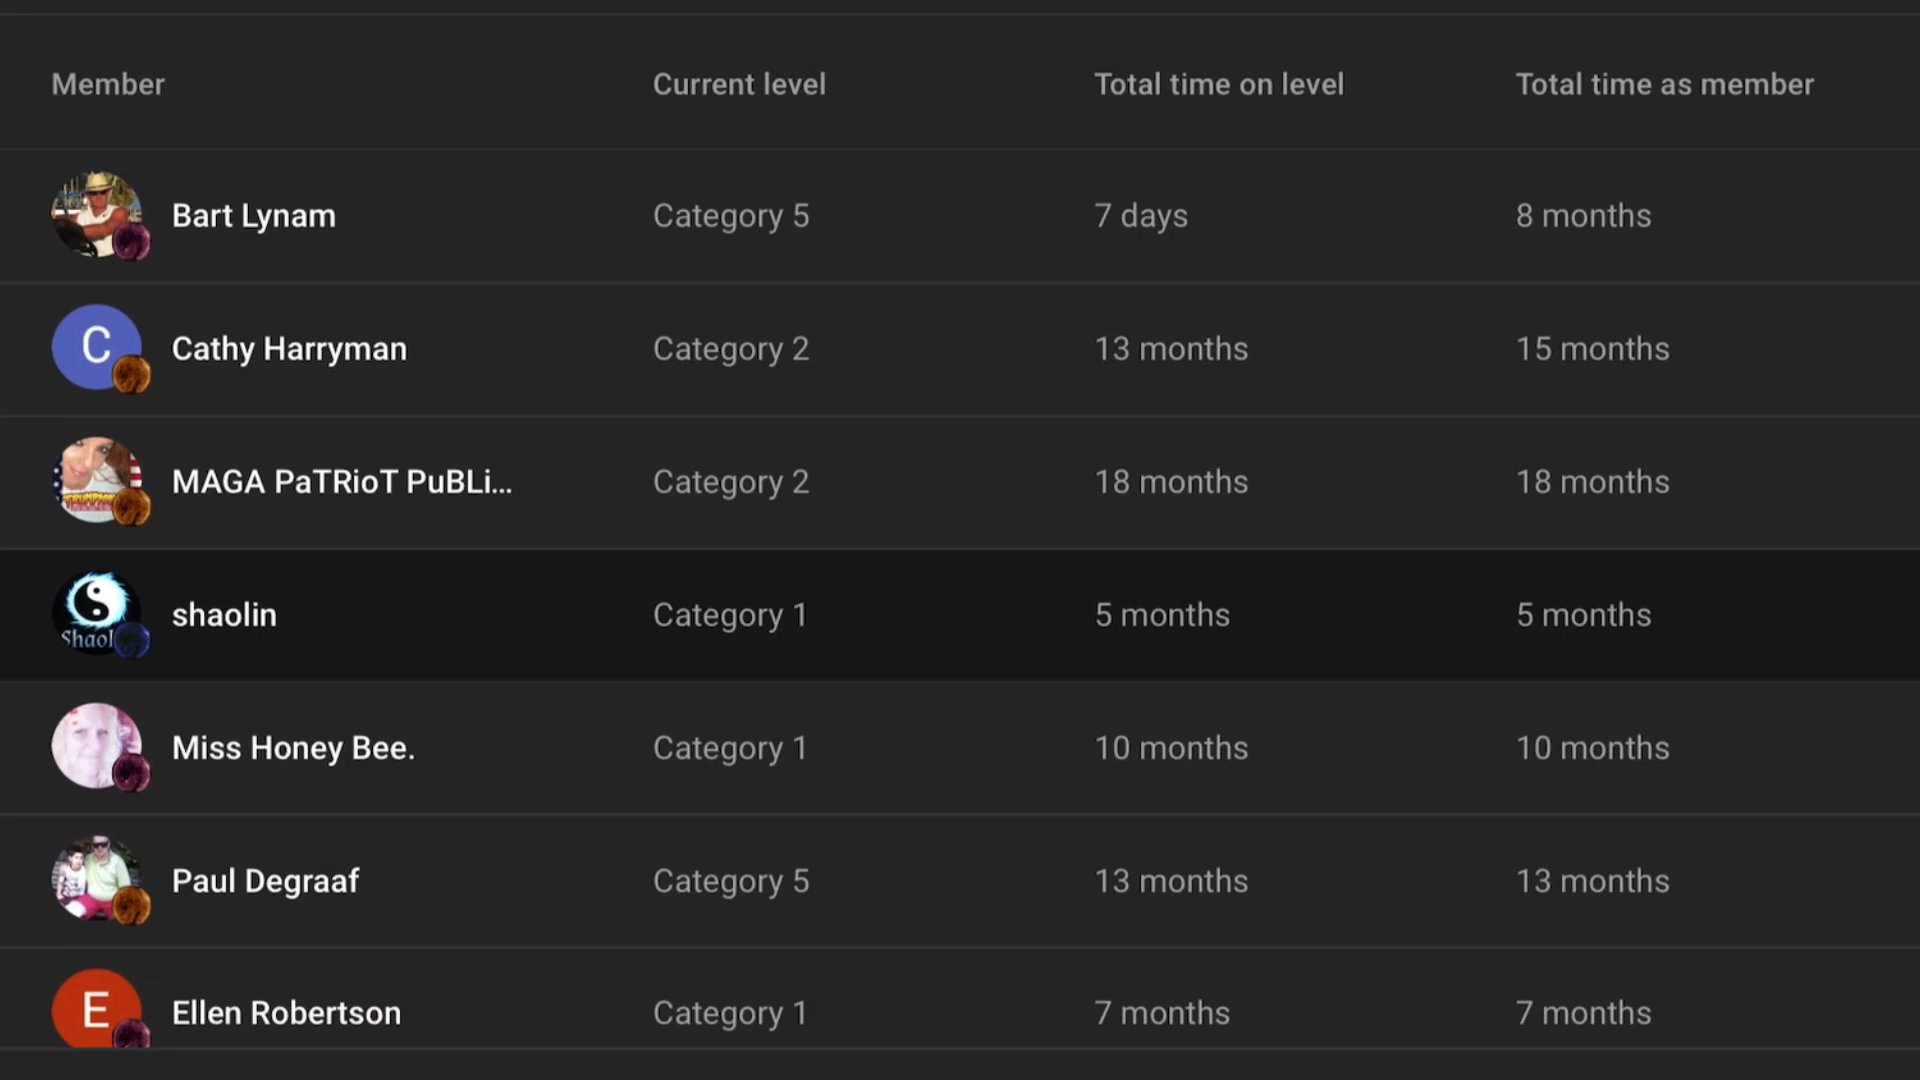 Member Current level Total time on level Total time as member
Bart Lynam Category 5 7 days 8 months
C Cathy Harryman Category 2 13 months 15 months
MAGA PaTRioT PuBLi... Category 2 18 months 18 months
shaolin Category 1 5 months 5 months
Shaol
Miss Honey Bee. Category 1 10 months 10 months
Paul Degraaf Category 5 13 months 13 months
E Ellen Robertson Category 1 7 months 7 months